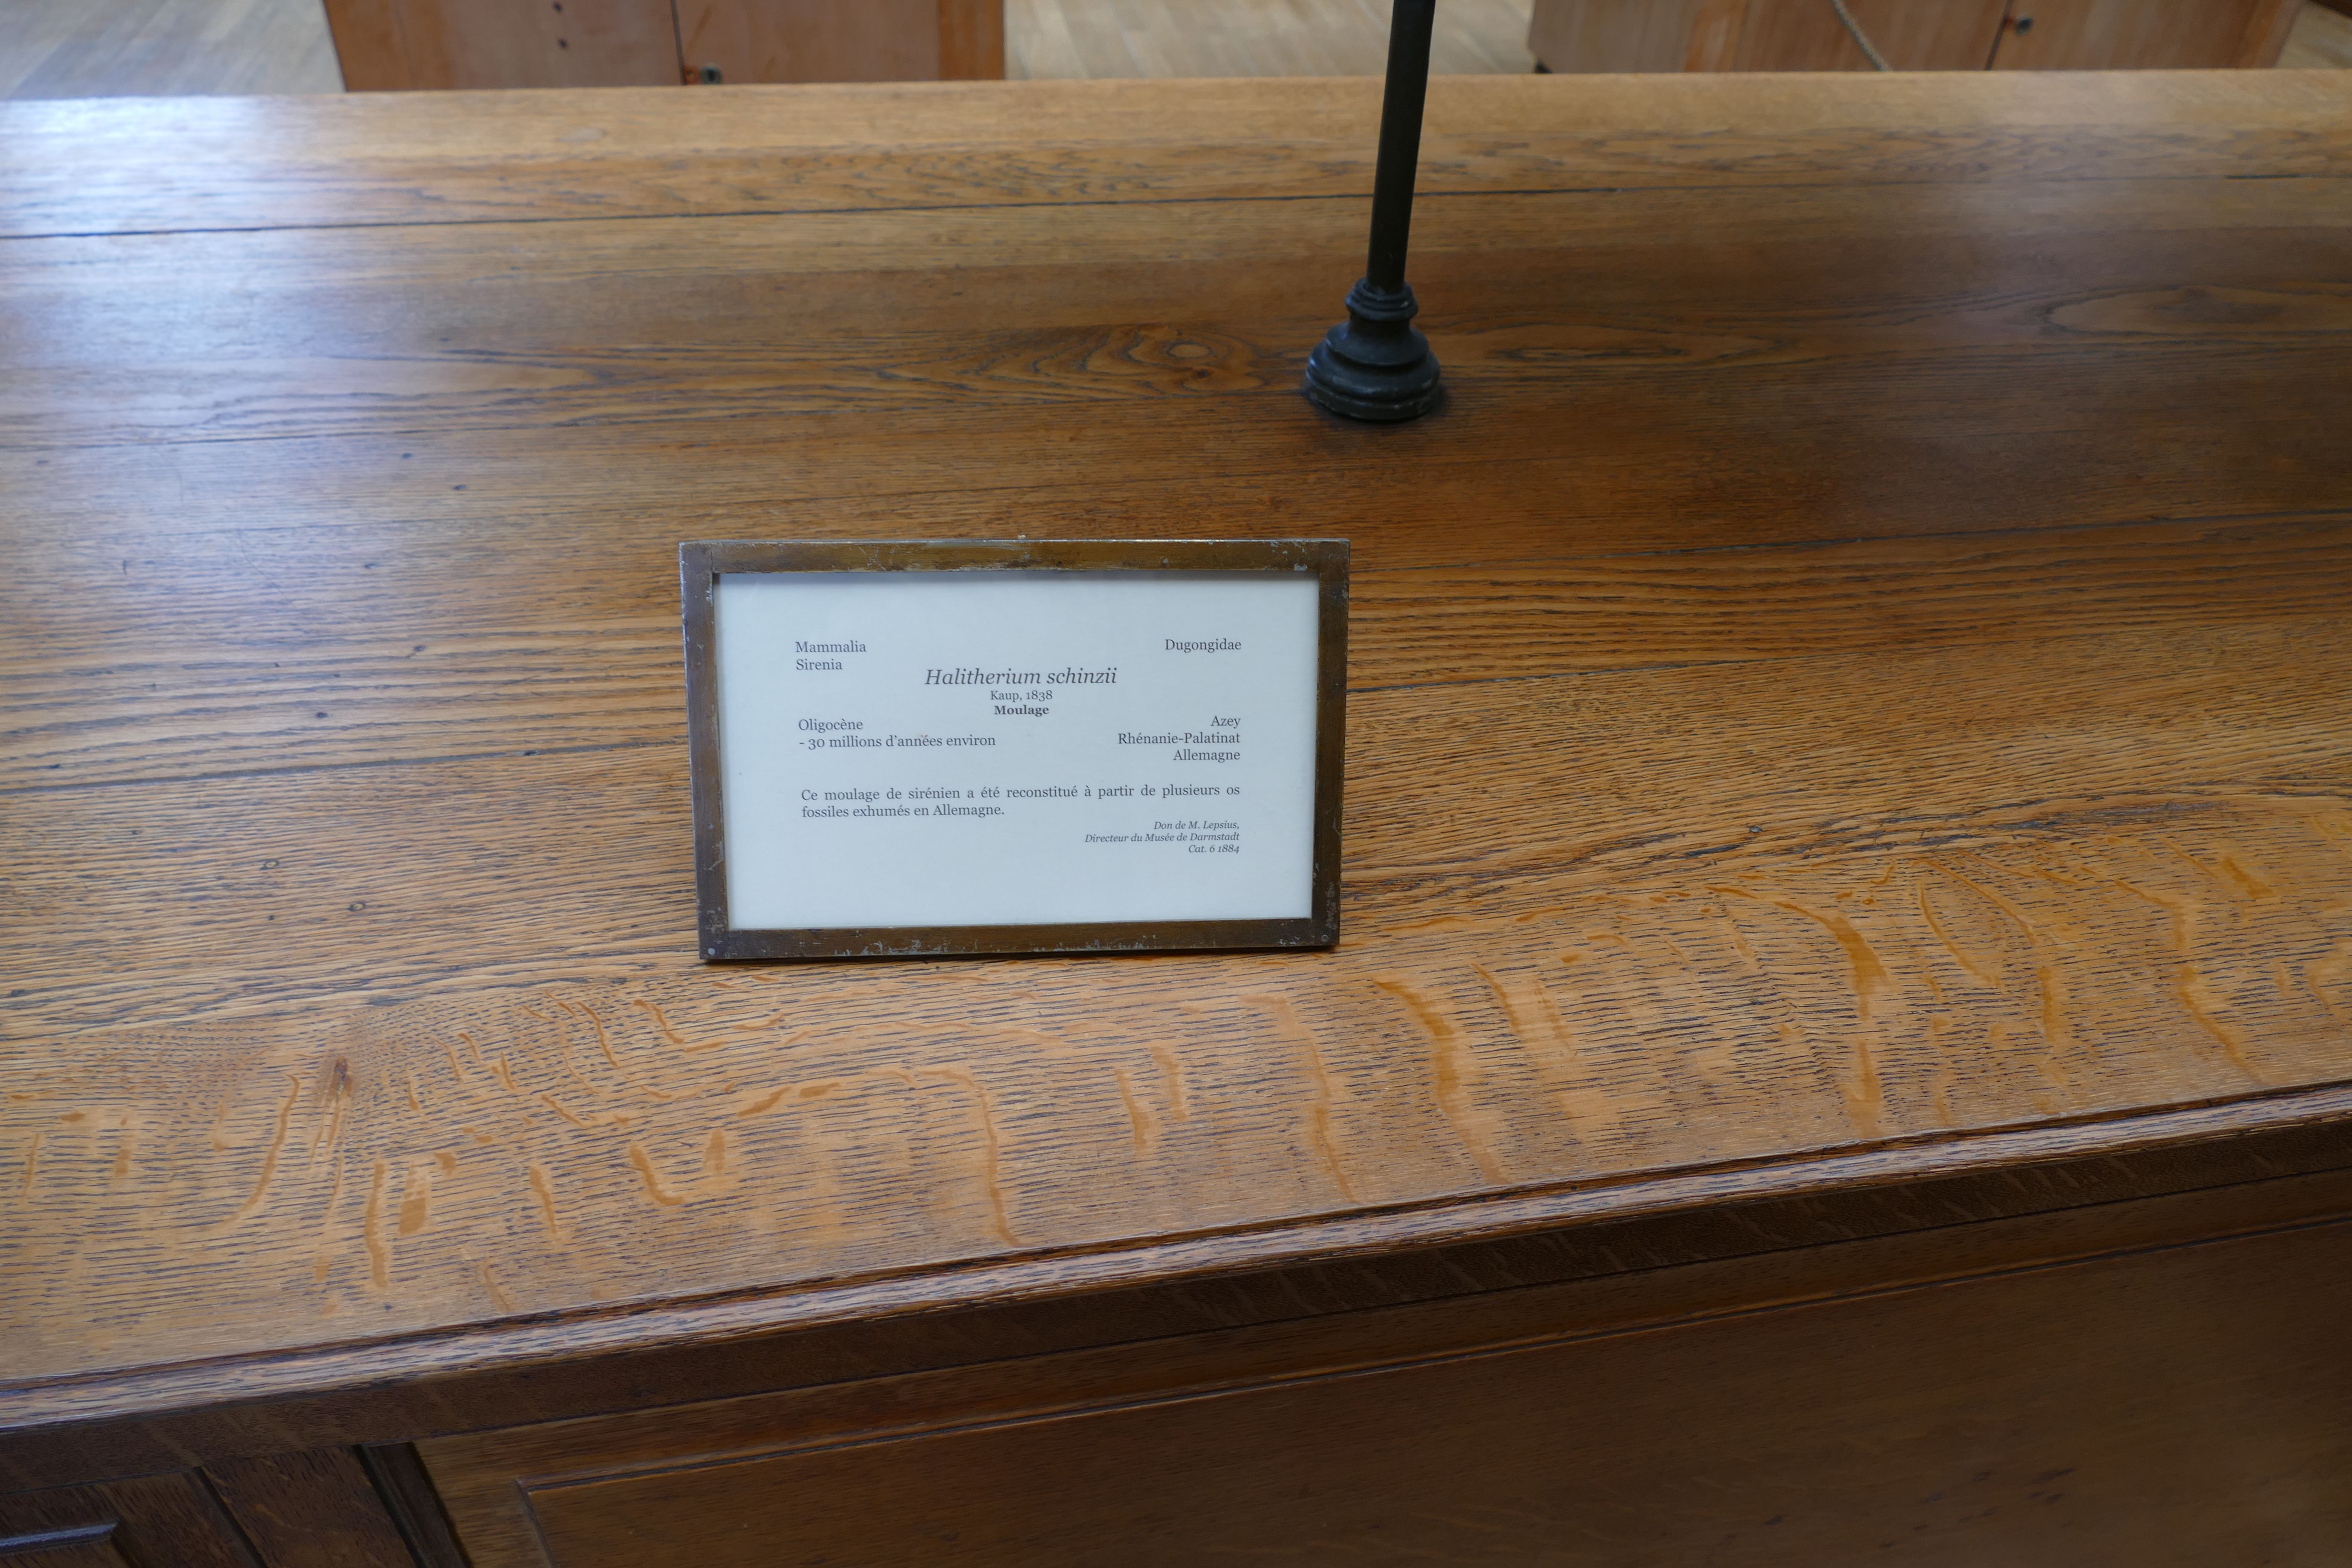 Mammalia
Dugongidae
Sirenia
Halitherium schinzii
Kaup, 1838
Moulage
Oligocène
Azey
- 30 millions d'années environ
Rhénanie-Palatinat
Allemagne
Ce moulage de sirénien a été reconstitué à partir de plusieurs os
fossiles exhumés en Allemagne.
Don de M. Lepsius,
Directeur du Musée de Darmstadt
Cat. 6 1884